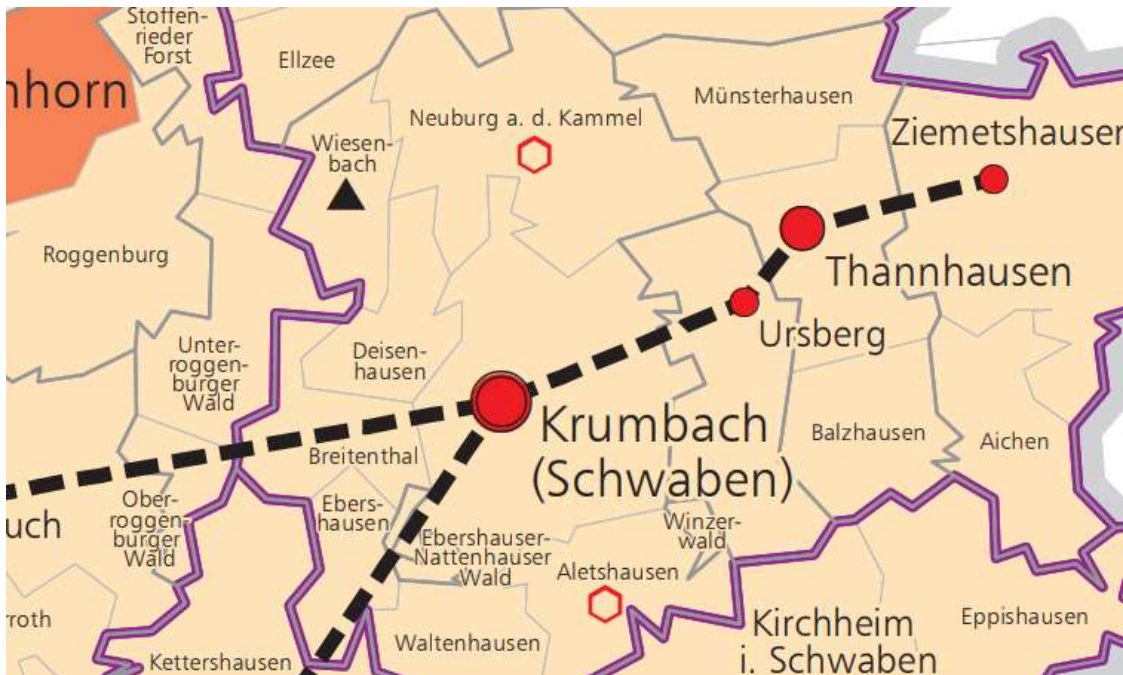 Stoffen-
rieder
Forst
Ellzee
nhorn
Münsterhausen
Neuburg a. d. Kammel
Ziemetshausen
Wiesen-
bach
Roggenburg
Thannhausen
Ursberg
Unter-
roggen-
burger
Wald
Deisen-
hausen
Krumbach
(Schwaben)
Balzhausen
Aichen
Breitenthal
Ober-
roggen-
burger
Wald
uch
Ebers-
hausen
Ebershauser-
Nattenhauser
Wald
Winzer-
wald
Aletshausen
rroth
Kettershausen
Waltenhausen
Kirchheim
i. Schwaben
Eppishausen